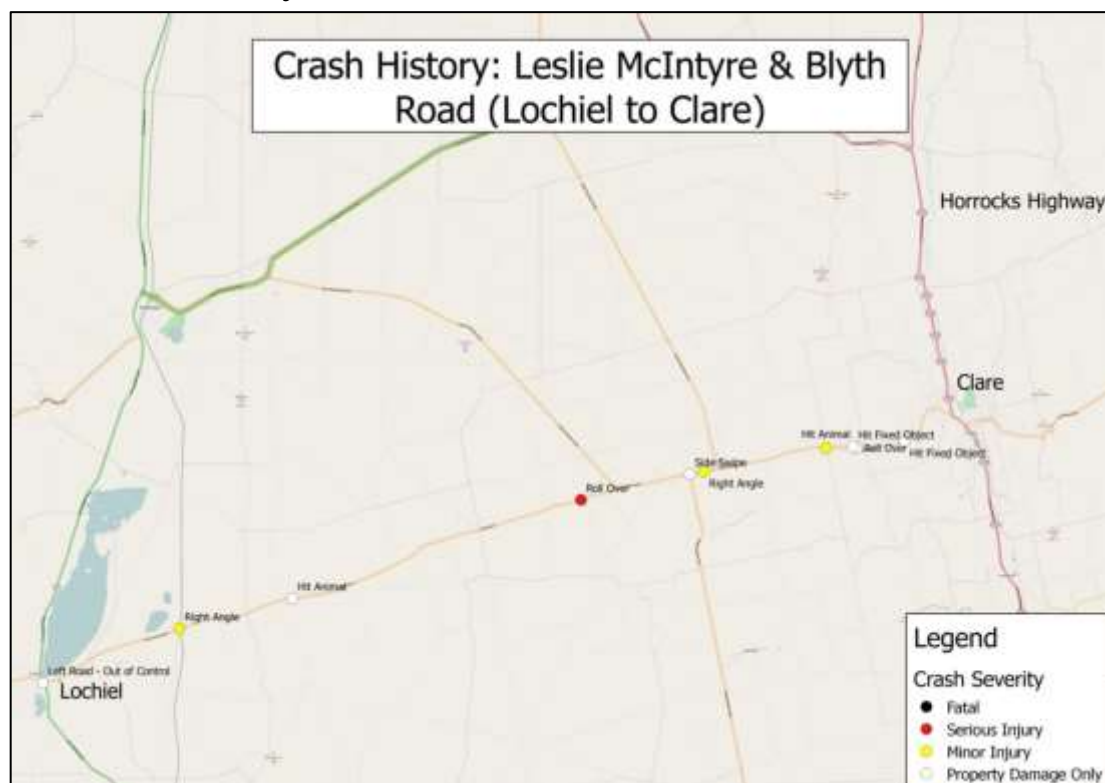 Crash History: Leslie McIntyre & Blyth
Road (Lochiel to Clare)
Horrocks Highway
Clare
Hit Animal
Hit Fixed Object
Roll Over
Hit Fixed Object
Side Swipe
Right Angle
Roll Over
Hit Animal
Right Angle
Left Road - Out of Control
Lochiel
Legend
Crash Severity
Fatal
Serious Injury
Minor Injury
Property Damage Only